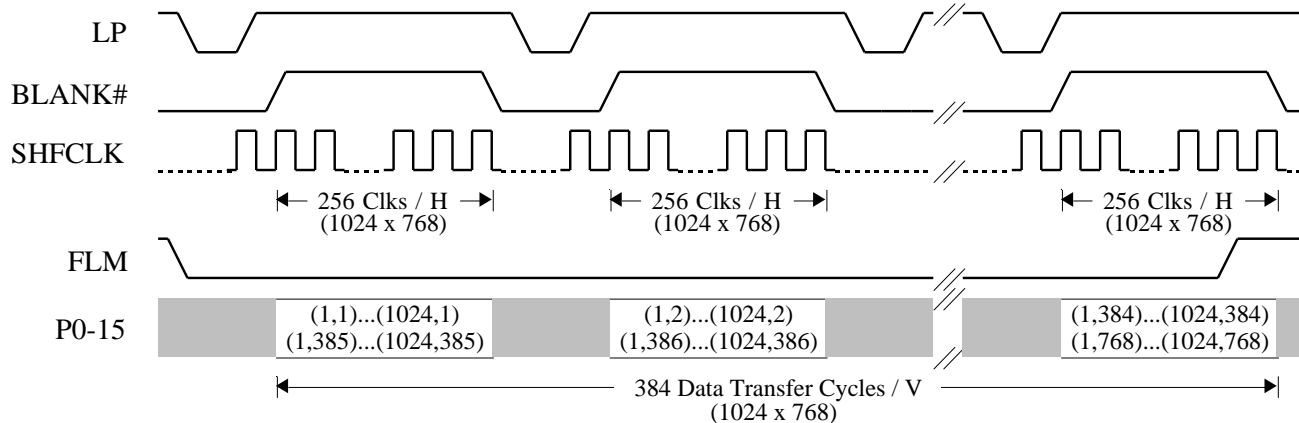 LP
BLANK#
SHFCLK
256 Clks / H
(1024 x 768)
256 Clks / H
(1024 x 768)
256 Clks / H
(1024 x 768)
FLM
P0-15
(1,1)...(1024,1)
(1,385)...(1024,385)
(1,2)...(1024,2)
(1,386)...(1024,386)
(1,384)...(1024,384)
(1,768)...(1024,768)
384 Data Transfer Cycles / V
(1024 x 768)